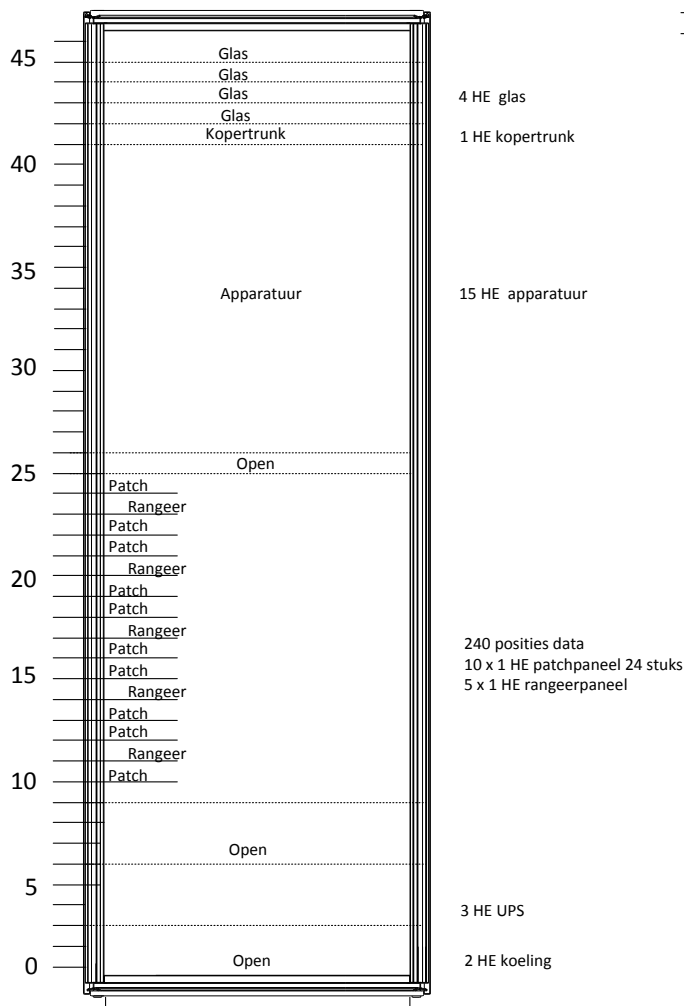 45
Glas
Glas
Glas
4 HE glas
Glas
Kopertrunk
1 HE kopertrunk
40
35
Apparatuur
15 HE apparatuur
30
25
Open
Patch
Rangeer
Patch
Patch
20
Rangeer
Patch
Patch
Rangeer
Patch
240 posities data
10 x 1 HE patchpaneel 24 stuks
5 x 1 HE rangeerpaneel
15
Patch
Rangeer
Patch
Patch
Rangeer
10
Patch
Open
5
3 HE UPS
0
Open
2 HE koeling